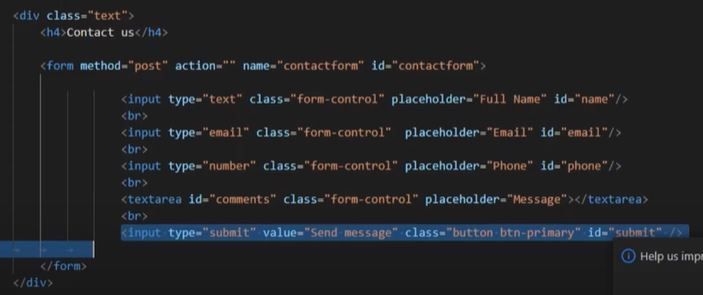 <div class="text">
<h4>Contact us</h4>
<form method="post" action="" name="contactform" id="contactform">
<input type="text" class="form-control" placeholder="Full Name" id="name"/>
<br>
<input type="email" class="form-control"  placeholder="Email" id="email"/>
<br>
<input type="number" class="form-control" placeholder="Phone" id="phone"/>
<br>
<textarea id="comments" class="form-control" placeholder="Message"></textarea>
<br>
<input type="submit" value="Send message" class="button btn-primary" id="submit" />
Help us impr
</form>
</div>